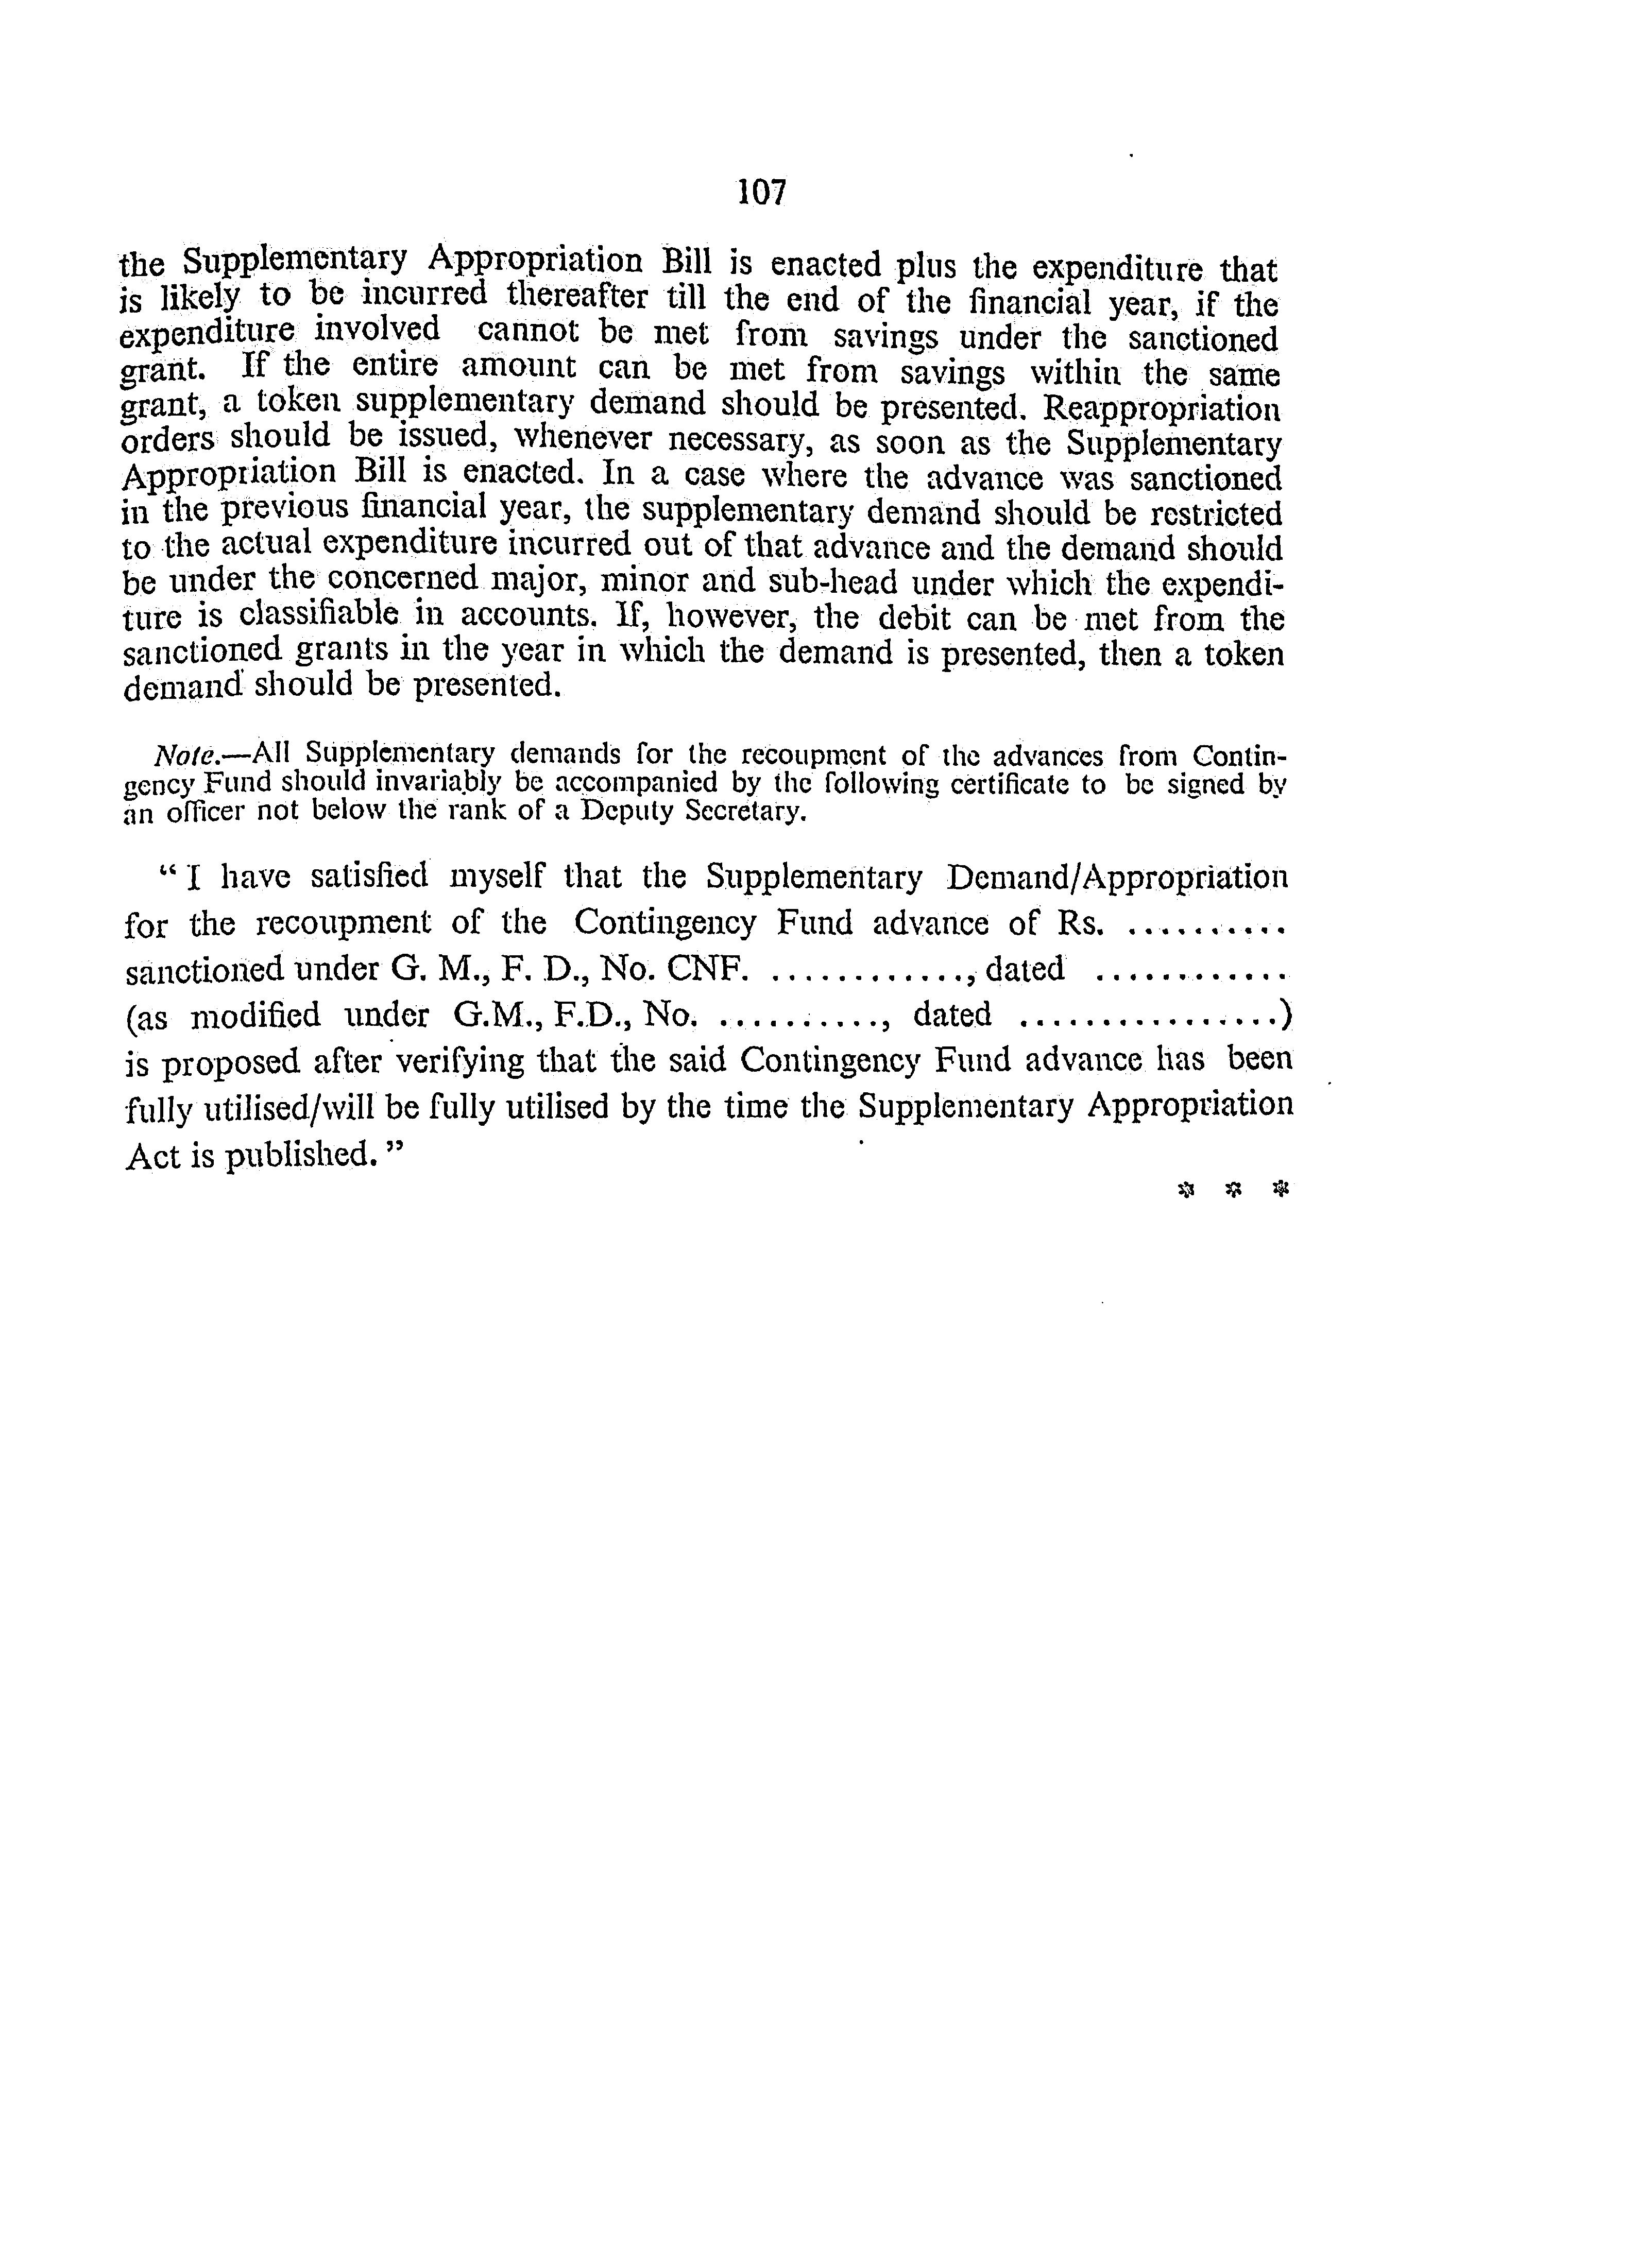 107
the Supplementary Appropriation Bill is enacted plus the expenditure that
is likely to be incurred thereafter till the end of the financial year, if the
expenditure involved cannot be met from savings under the sanctioned
grant. If the entire amount can be met from savings within the same
grant, a token supplementary demand should be presented. Reappropriation
orders should be issued, whenever necessary, as soon as the Supplementary
Appropriation Bill is enacted. In a case where the advance was sanctioned
in the previous financial year, the supplementary demand should be restricted
to the actual expenditure incurred out of that advance and the demand should
be under the concerned major, minor and sub-head under which the expendi-
ture is classifiable in accounts. If, however, the debit can be met from the
sanctioned grants in the year in which the demand is presented, then a token
demand should be presented.
Note.—All Supplementary demands for the recoupment of the advances from Contin-
gency Fund should invariably be accompanied by the following certificate to be signed by
an officer not below the rank of a Deputy Secretary.
“ I have satisfied myself that the Supplementary Demand/Appropriation
for the recoupment of the Contingency Fund advance of Rs. ..........
sanctioned under G. M., F. D., No. CNF. ............, dated ............
(as modified under G.M., F.D., No. .........., dated ................)
is proposed after verifying that the said Contingency Fund advance has been
fully utilised/will be fully utilised by the time the Supplementary Appropriation
Act is published. ”
* * *